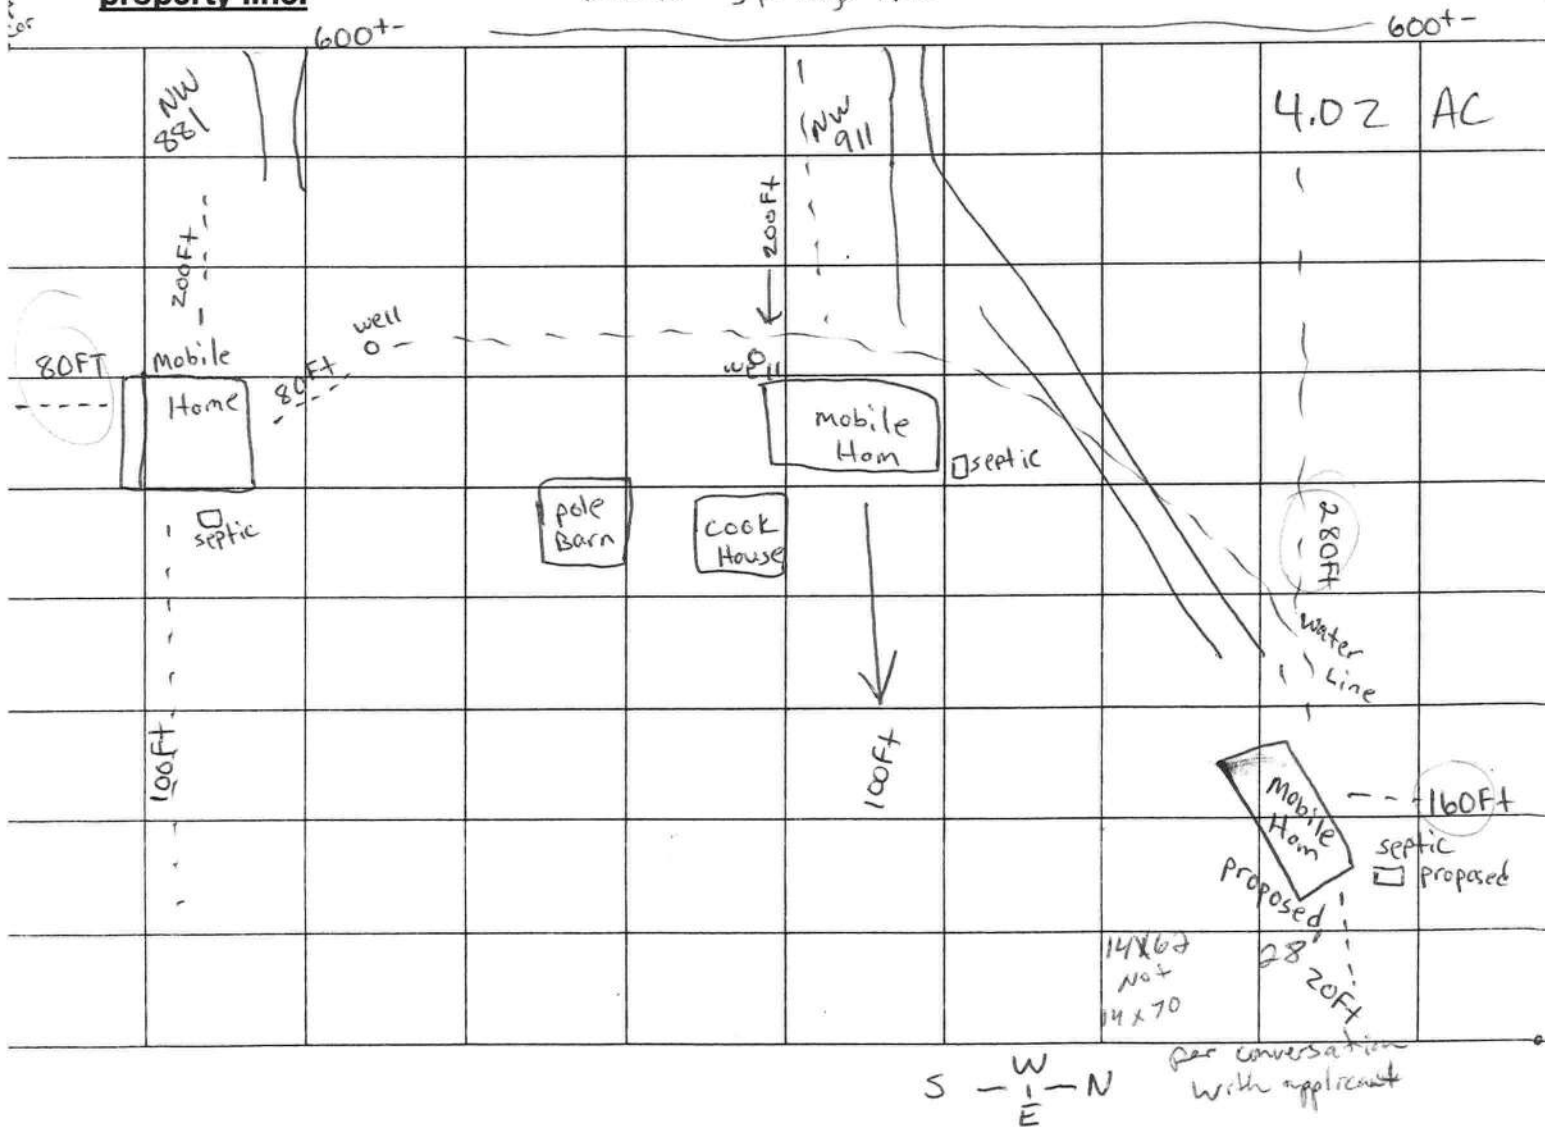 property line.
600+-
600+-
NW
881
NW
911
4.02 AC
200Ft
200Ft
80FT
Mobile
Home
80Ft
well
well
Mobile
Hom
septic
septic
pole
Barn
Cook
House
280Ft
water
Line
100Ft
100Ft
Mobile
Hom
proposed
160Ft
septic
proposed
14x62
Not
14x70
28'
20Ft
per conversation
with applicant
W
S - N
E